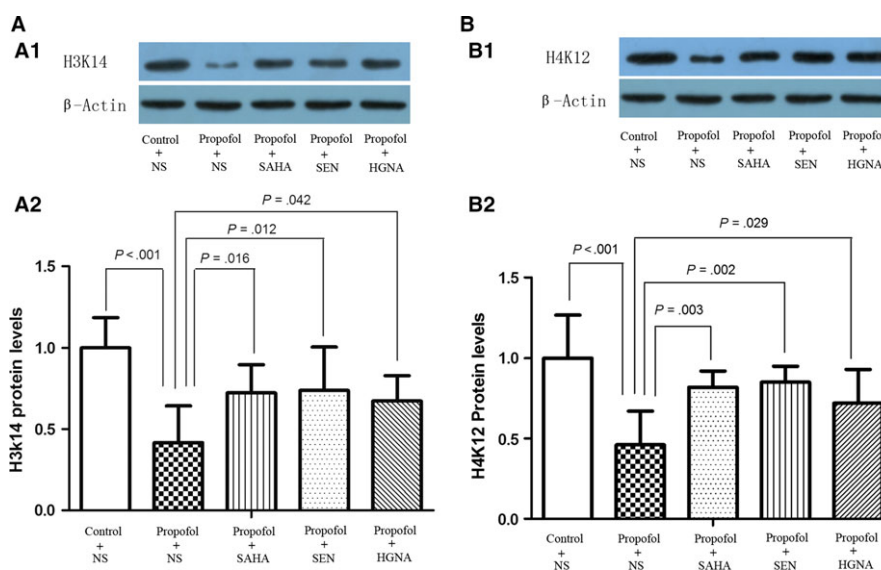 A
A1
H3K14
β-Actin
Control + NS
Propofol + NS
Propofol + SAHA
Propofol + SEN
Propofol + HGNA
A2
P = .042
P = .012
P < .001
P = .016
H3k14 protein levels
1.5
1.0
0.5
0.0
Control + NS
Propofol + NS
Propofol + SAHA
Propofol + SEN
Propofol + HGNA
B
B1
H4K12
β-Actin
Control + NS
Propofol + NS
Propofol + SAHA
Propofol + SEN
Propofol + HGNA
B2
P = .029
P <.001
P = .002
P = .003
H4K12 Protein levels
1.5
1.0
0.5
0.0
Control + NS
Propofol + NS
Propofol + SAHA
Propofol + SEN
Propofol + HGNA